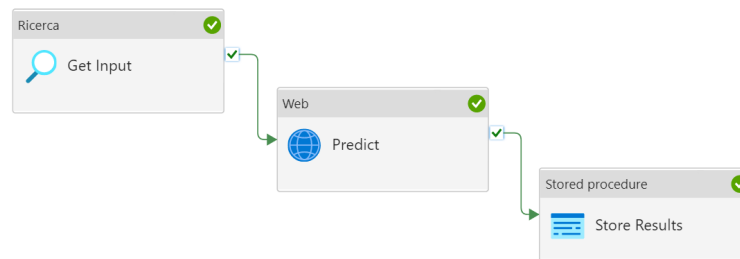 Ricerca
Get Input
Web
Predict
Stored procedure
Store Results